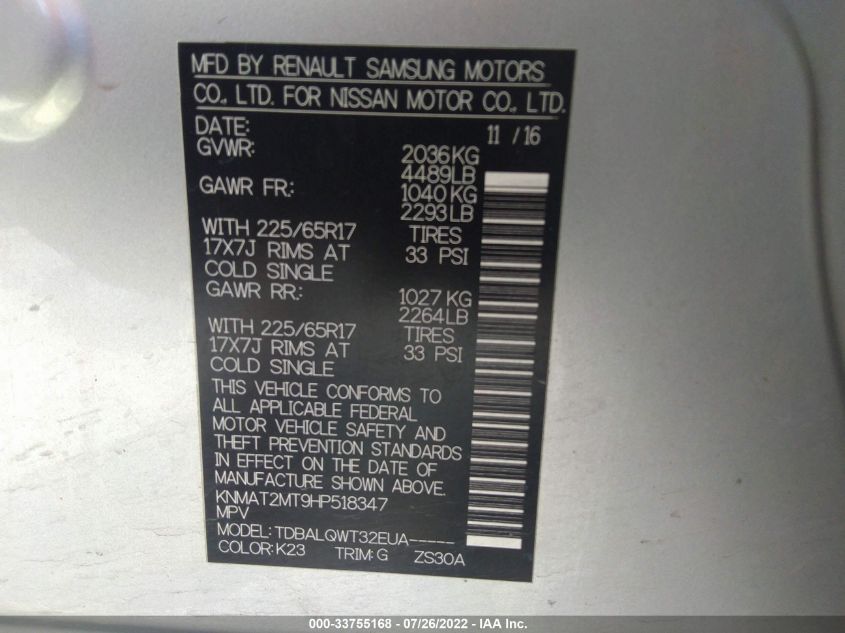 MFD BY RENAULT SAMSUNG MOTORS
CO., LTD. FOR NISSAN MOTOR CO., LTD.
DATE: 11 / 16
GVWR: 2036KG
4489LB
GAWR FR.: 1040KG
2293LB
WITH 225/65R17 TIRES
17X7J RIMS AT 33 PSI
COLD SINGLE
GAWR RR.: 1027KG
2264LB
WITH 225/65R17 TIRES
17X7J RIMS AT 33 PSI
COLD SINGLE
THIS VEHICLE CONFORMS TO
ALL APPLICABLE FEDERAL
MOTOR VEHICLE SAFETY AND
THEFT PREVENTION STANDARDS
IN EFFECT ON THE DATE OF
MANUFACTURE SHOWN ABOVE.
KNMAT2MT9HP518347
MPV
MODEL: TDBALQWT32EUA-----
COLOR: K23 TRIM: G ZS30A
000-33755168 - 07/26/2022 - IAA Inc.